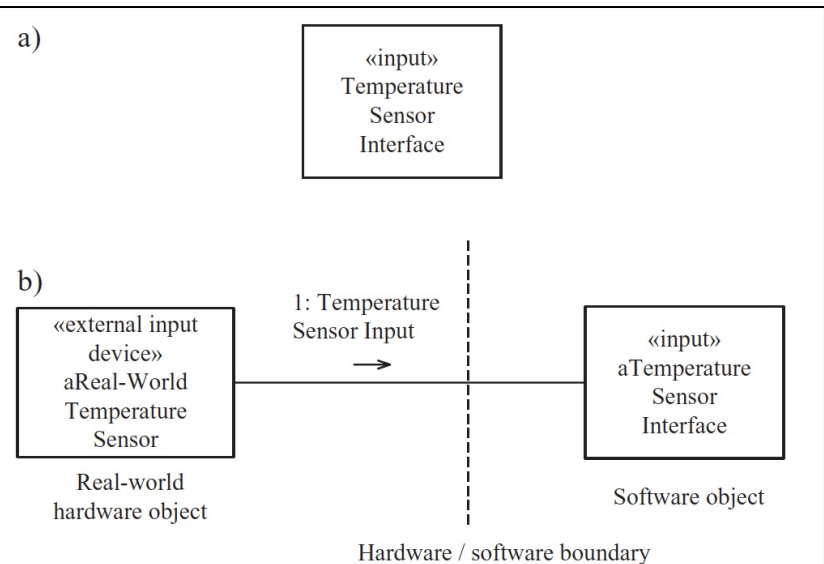 a)
«input»
Temperature
Sensor
Interface
b)
«external input
device»
aReal-World
Temperature
Sensor
Real-world
hardware object
1: Temperature
Sensor Input
«input»
aTemperature
Sensor
Interface
Software object
Hardware / software boundary